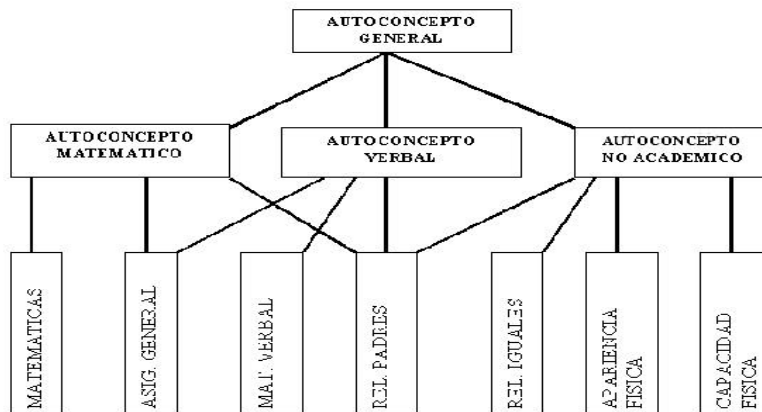 AUTOCONCEPTO
GENERAL
AUTOCONCEPTO
MATEMATICO
AUTOCONCEPTO
VERBAL
AUTOCONCEPTO
NO ACADEMICO
MATEMATICAS
ASIG. GENERAL
MAT. VERBAL
REL. PADRES
REL. IGUALES
APARIENCIA
FISICA
CAPACIDAD
FISICA